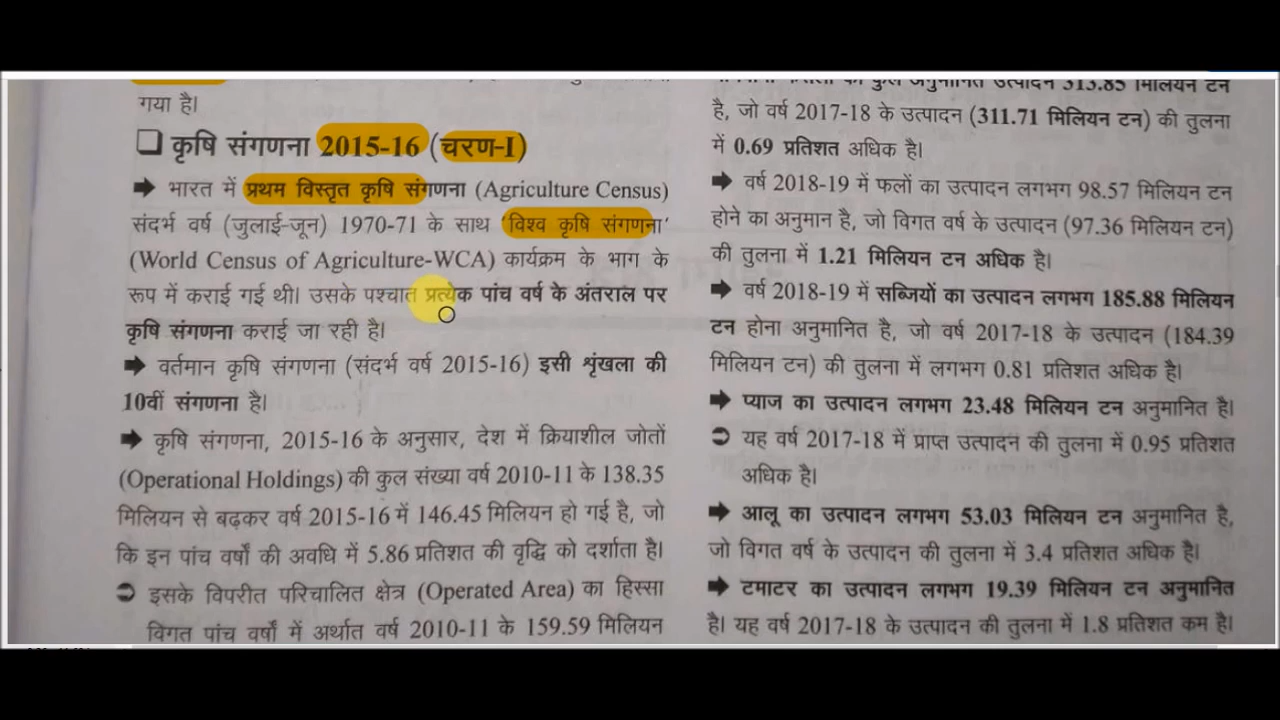 गया है।
❑ कृषि संगणना 2015-16 (चरण-I)
➡ भारत में प्रथम विस्तृत कृषि संगणना (Agriculture Census)
संदर्भ वर्ष (जुलाई-जून) 1970-71 के साथ 'विश्व कृषि संगणना'
(World Census of Agriculture-WCA) कार्यक्रम के भाग के
रूप में कराई गई थी। उसके पश्चात प्रत्येक पांच वर्ष के अंतराल पर
कृषि संगणना कराई जा रही है।
➡ वर्तमान कृषि संगणना (संदर्भ वर्ष 2015-16) इसी शृंखला की
10वीं संगणना है।
➡ कृषि संगणना, 2015-16 के अनुसार, देश में क्रियाशील जोतों
(Operational Holdings) की कुल संख्या वर्ष 2010-11 के 138.35
मिलियन से बढ़कर वर्ष 2015-16 में 146.45 मिलियन हो गई है, जो
कि इन पांच वर्षों की अवधि में 5.86 प्रतिशत की वृद्धि को दर्शाता है।
➲ इसके विपरीत परिचालित क्षेत्र (Operated Area) का हिस्सा
विगत पांच वर्षों में अर्थात वर्ष 2010-11 के 159.59 मिलियन
कुल अनुमानित उत्पादन 313.85 मिलियन टन
है, जो वर्ष 2017-18 के उत्पादन (311.71 मिलियन टन) की तुलना
में 0.69 प्रतिशत अधिक है।
➡ वर्ष 2018-19 में फलों का उत्पादन लगभग 98.57 मिलियन टन
होने का अनुमान है, जो विगत वर्ष के उत्पादन (97.36 मिलियन टन)
की तुलना में 1.21 मिलियन टन अधिक है।
➡ वर्ष 2018-19 में सब्जियों का उत्पादन लगभग 185.88 मिलियन
टन होना अनुमानित है, जो वर्ष 2017-18 के उत्पादन (184.39
मिलियन टन) की तुलना में लगभग 0.81 प्रतिशत अधिक है।
➡ प्याज का उत्पादन लगभग 23.48 मिलियन टन अनुमानित है।
➲ यह वर्ष 2017-18 में प्राप्त उत्पादन की तुलना में 0.95 प्रतिशत
अधिक है।
➡ आलू का उत्पादन लगभग 53.03 मिलियन टन अनुमानित है,
जो विगत वर्ष के उत्पादन की तुलना में 3.4 प्रतिशत अधिक है।
➡ टमाटर का उत्पादन लगभग 19.39 मिलियन टन अनुमानित
है। यह वर्ष 2017-18 के उत्पादन की तुलना में 1.8 प्रतिशत कम है।